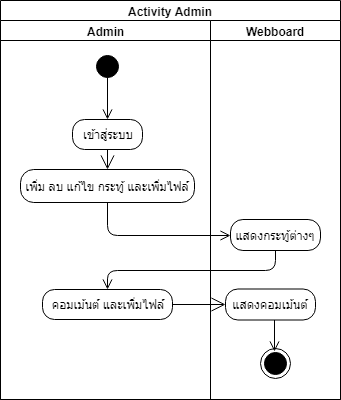 Activity Admin
Admin
Webboard
เข้าสู่ระบบ
เพิ่ม ลบ แก้ไข กระทู้ และเพิ่มไฟล์
แสดงกระทู้ต่างๆ
คอมเม้นต์ และเพิ่มไฟล์
แสดงคอมเม้นต์